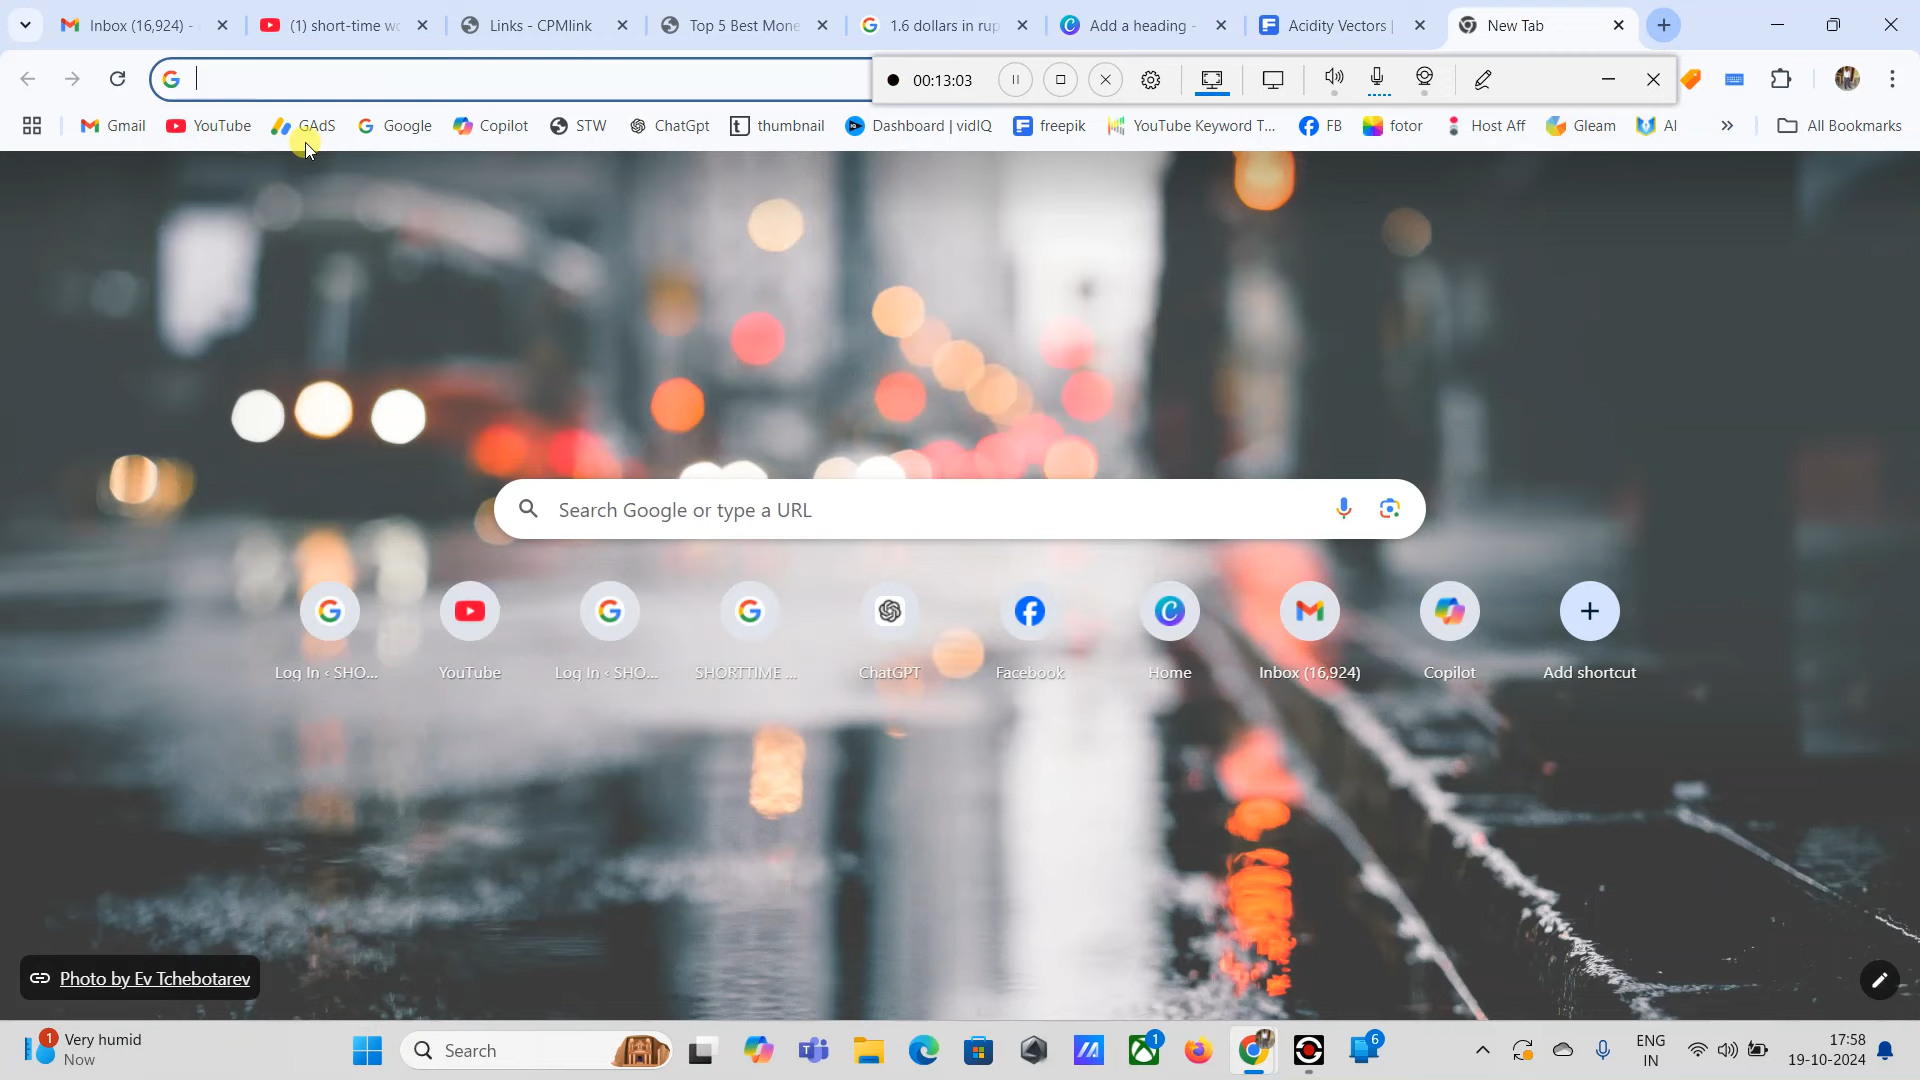 Inbox (16,924) -
(1) short-time wo
Links - CPMlink
Top 5 Best Mone
1.6 dollars in rup
Add a heading -
Acidity Vectors |
New Tab
00:13:03
Gmail
YouTube
GAdS
Google
Copilot
STW
ChatGpt
thumbnail
Dashboard | vidIQ
freepik
YouTube Keyword T...
FB
fotor
Host Aff
Gleam
AI
All Bookmarks
Search Google or type a URL
Log In ‹ SHO...
YouTube
Log In ‹ SHO...
SHORTTIME ...
ChatGPT
Facebook
Home
Inbox (16,924)
Copilot
Add shortcut
Photo by Ev Tchebotarev
1
Very humid
Now
Search
1
6
ENG
IN
17:58
19-10-2024